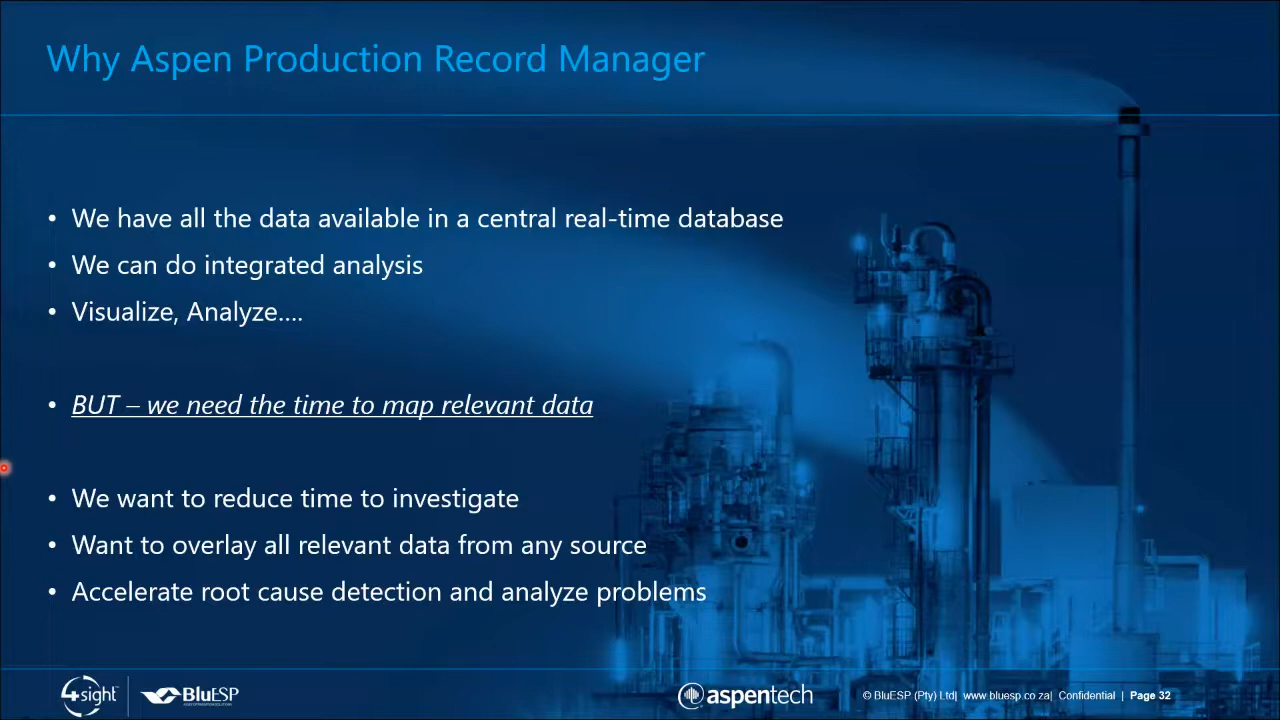 Why Aspen Production Record Manager
• We have all the data available in a central real-time database
• We can do integrated analysis
• Visualize, Analyze....
• BUT – we need the time to map relevant data
• We want to reduce time to investigate
• Want to overlay all relevant data from any source
• Accelerate root cause detection and analyze problems
4sight
BLUESP
aspentech
© BluESP (Pty) Ltd| www.bluesp.co.za| Confidential | Page 32